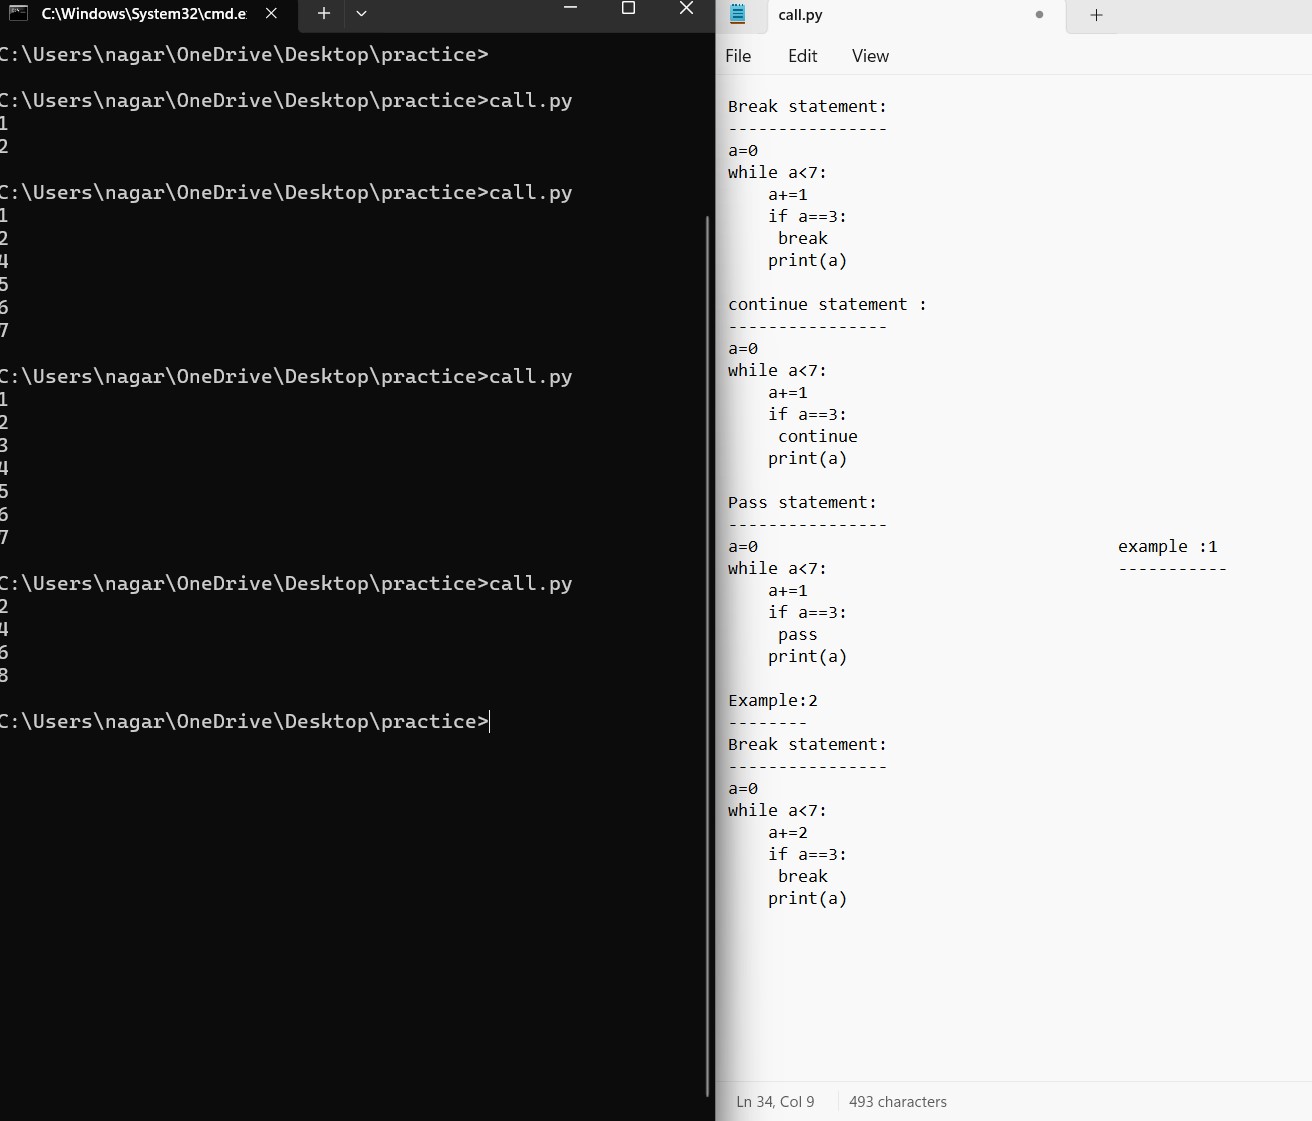 C:\Windows\System32\cmd.e
C:\Users\nagar\OneDrive\Desktop\practice>
C:\Users\nagar\OneDrive\Desktop\practice>call.py
1
2
C:\Users\nagar\OneDrive\Desktop\practice>call.py
1
2
4
5
6
7
C:\Users\nagar\OneDrive\Desktop\practice>call.py
1
2
3
4
5
6
7
C:\Users\nagar\OneDrive\Desktop\practice>call.py
2
4
6
8
C:\Users\nagar\OneDrive\Desktop\practice>
call.py
File Edit View
Break statement:
----------------
a=0
while a<7:
    a+=1
    if a==3:
     break
    print(a)
continue statement :
----------------
a=0
while a<7:
    a+=1
    if a==3:
     continue
    print(a)
Pass statement:
----------------
a=0 example :1
while a<7: -----------
    a+=1
    if a==3:
     pass
    print(a)
Example:2
--------
Break statement:
----------------
a=0
while a<7:
    a+=2
    if a==3:
     break
    print(a)
Ln 34, Col 9 493 characters